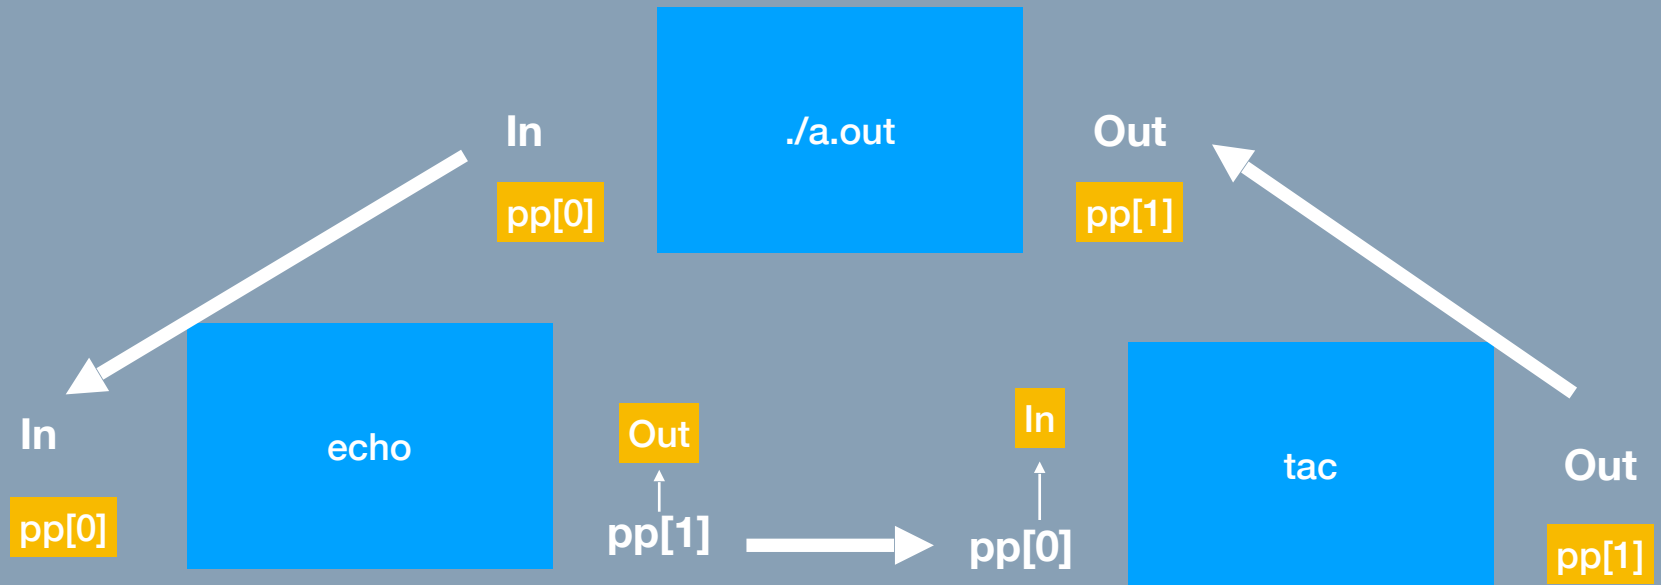 In
./a.out
Out
pp[0]
pp[1]
In
echo
Out
In
tac
Out
pp[0]
pp[1]
pp[0]
pp[1]